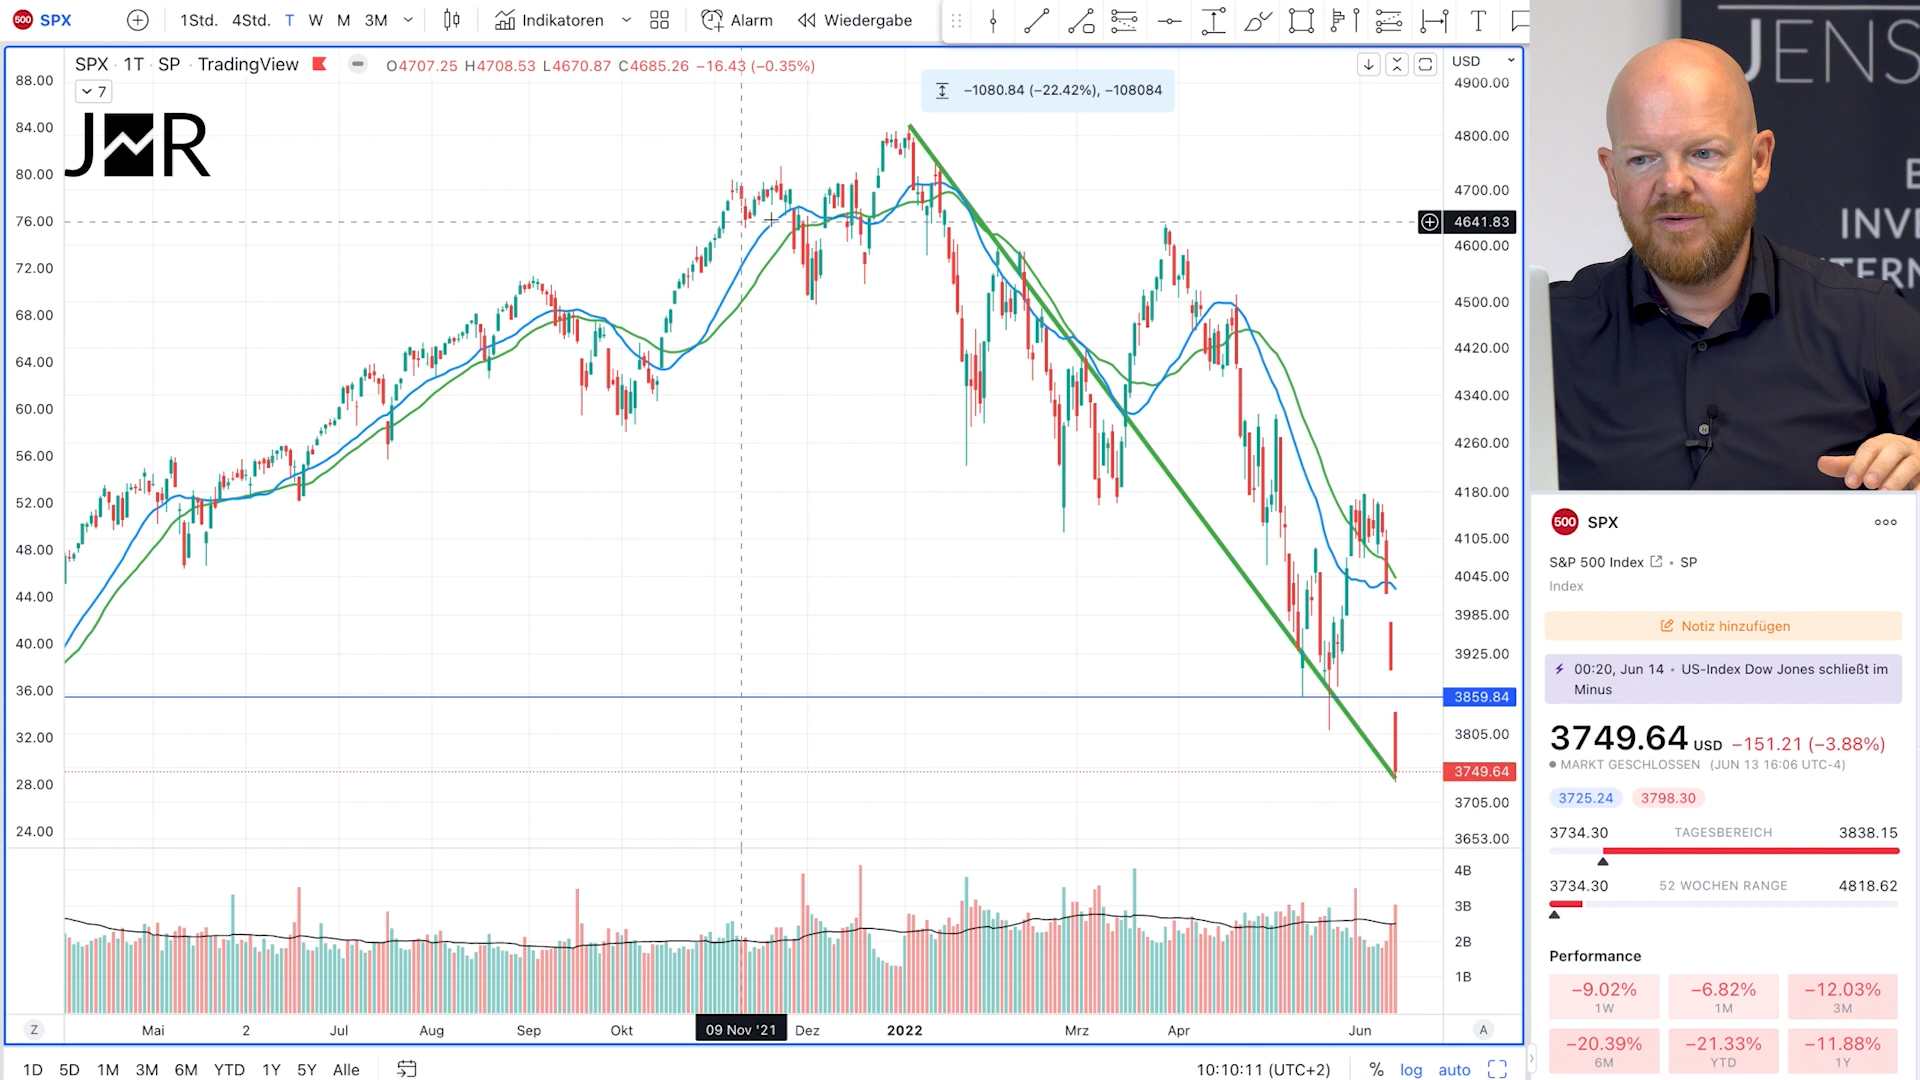 500 SPX 1Std. 4Std. T W M 3M Indikatoren Alarm Wiedergabe T
SPX · 1T · SP · TradingView O4707.25 H4708.53 L4670.87 C4685.26 −16.43 (−0.35%)
7
JMR
−1080.84 (−22.42%), −108084
88.00
84.00
80.00
76.00
72.00
68.00
64.00
60.00
56.00
52.00
48.00
44.00
40.00
36.00
32.00
28.00
24.00
USD
4900.00
4800.00
4700.00
4641.83
4600.00
4500.00
4420.00
4340.00
4260.00
4180.00
4105.00
4045.00
3985.00
3925.00
3859.84
3805.00
3749.64
3705.00
3653.00
4B
3B
2B
1B
Z Mai 2 Jul Aug Sep Okt 09 Nov '21 Dez 2022 Mrz Apr Jun A
1D 5D 1M 3M 6M YTD 1Y 5Y Alle 10:10:11 (UTC+2) % log auto
JENS
INVE
TERN
500 SPX
S&P 500 Index • SP
Index
Notiz hinzufügen
00:20, Jun 14 • US-Index Dow Jones schließt im
Minus
3749.64 USD −151.21 (−3.88%)
MARKT GESCHLOSSEN (JUN 13 16:06 UTC-4)
3725.24 3798.30
3734.30 TAGESBEREICH 3838.15
3734.30 52 WOCHEN RANGE 4818.62
Performance
−9.02% −6.82% −12.03%
1W 1M 3M
−20.39% −21.33% −11.88%
6M YTD 1Y